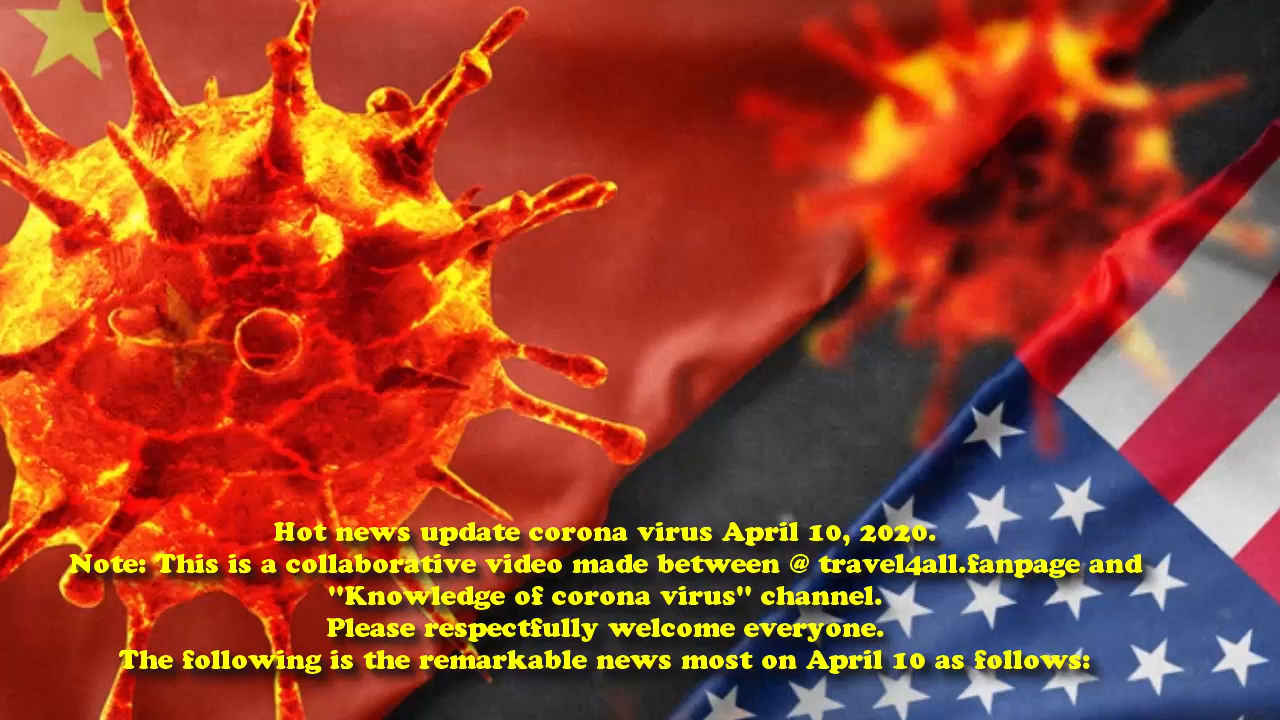 Hot news update corona virus April 10, 2020.
Note: This is a collaborative video made between @ travel4all.fanpage and
"Knowledge of corona virus" channel.
Please respectfully welcome everyone.
The following is the remarkable news most on April 10 as follows: